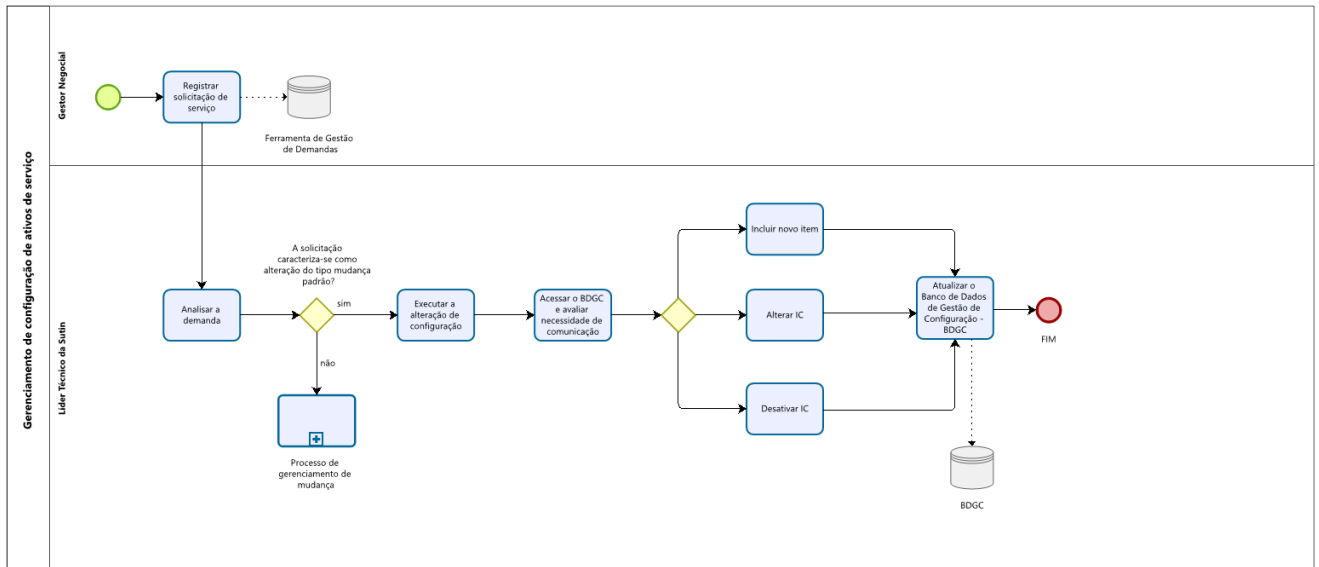 Gerenciamento de configuração de ativos de serviço
Gestor Negocial
Registrar
solicitação de
serviço
Ferramenta de Gestão
de Demandas
Líder Técnico da Sutin
Analisar a
demanda
A solicitação
caracteriza-se como
alteração do tipo mudança
padrão?
sim
não
Processo de
gerenciamento de
mudança
Executar a
alteração de
configuração
Acessar o BDGC
e avaliar
necessidade de
comunicação
Incluir novo item
Alterar IC
Desativar IC
Atualizar o
Banco de Dados
de Gestão de
Configuração -
BDGC
FIM
BDGC